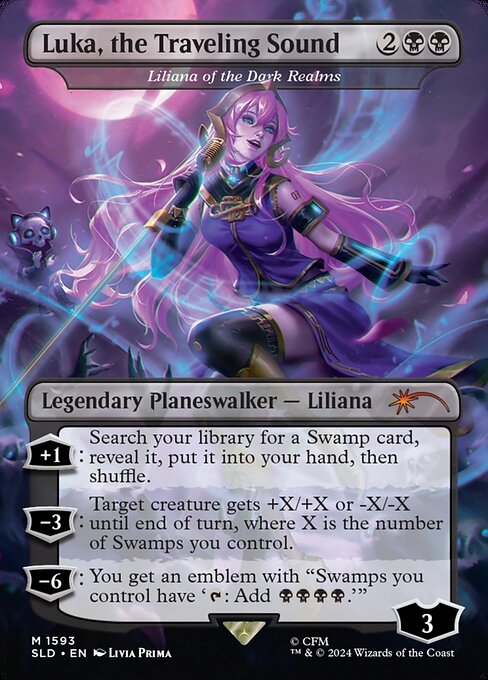 Luka, the Traveling Sound 2
Liliana of the Dark Realms
03
Legendary Planeswalker — Liliana
+1 : Search your library for a Swamp card,
reveal it, put it into your hand, then
shuffle.
−3 : Target creature gets +X/+X or -X/-X
until end of turn, where X is the number
of Swamps you control.
−6 : You get an emblem with “Swamps you
control have ‘: Add .’”
3
M 1593
SLD • EN Livia Prima
© CFM
™ & © 2024 Wizards of the Coast